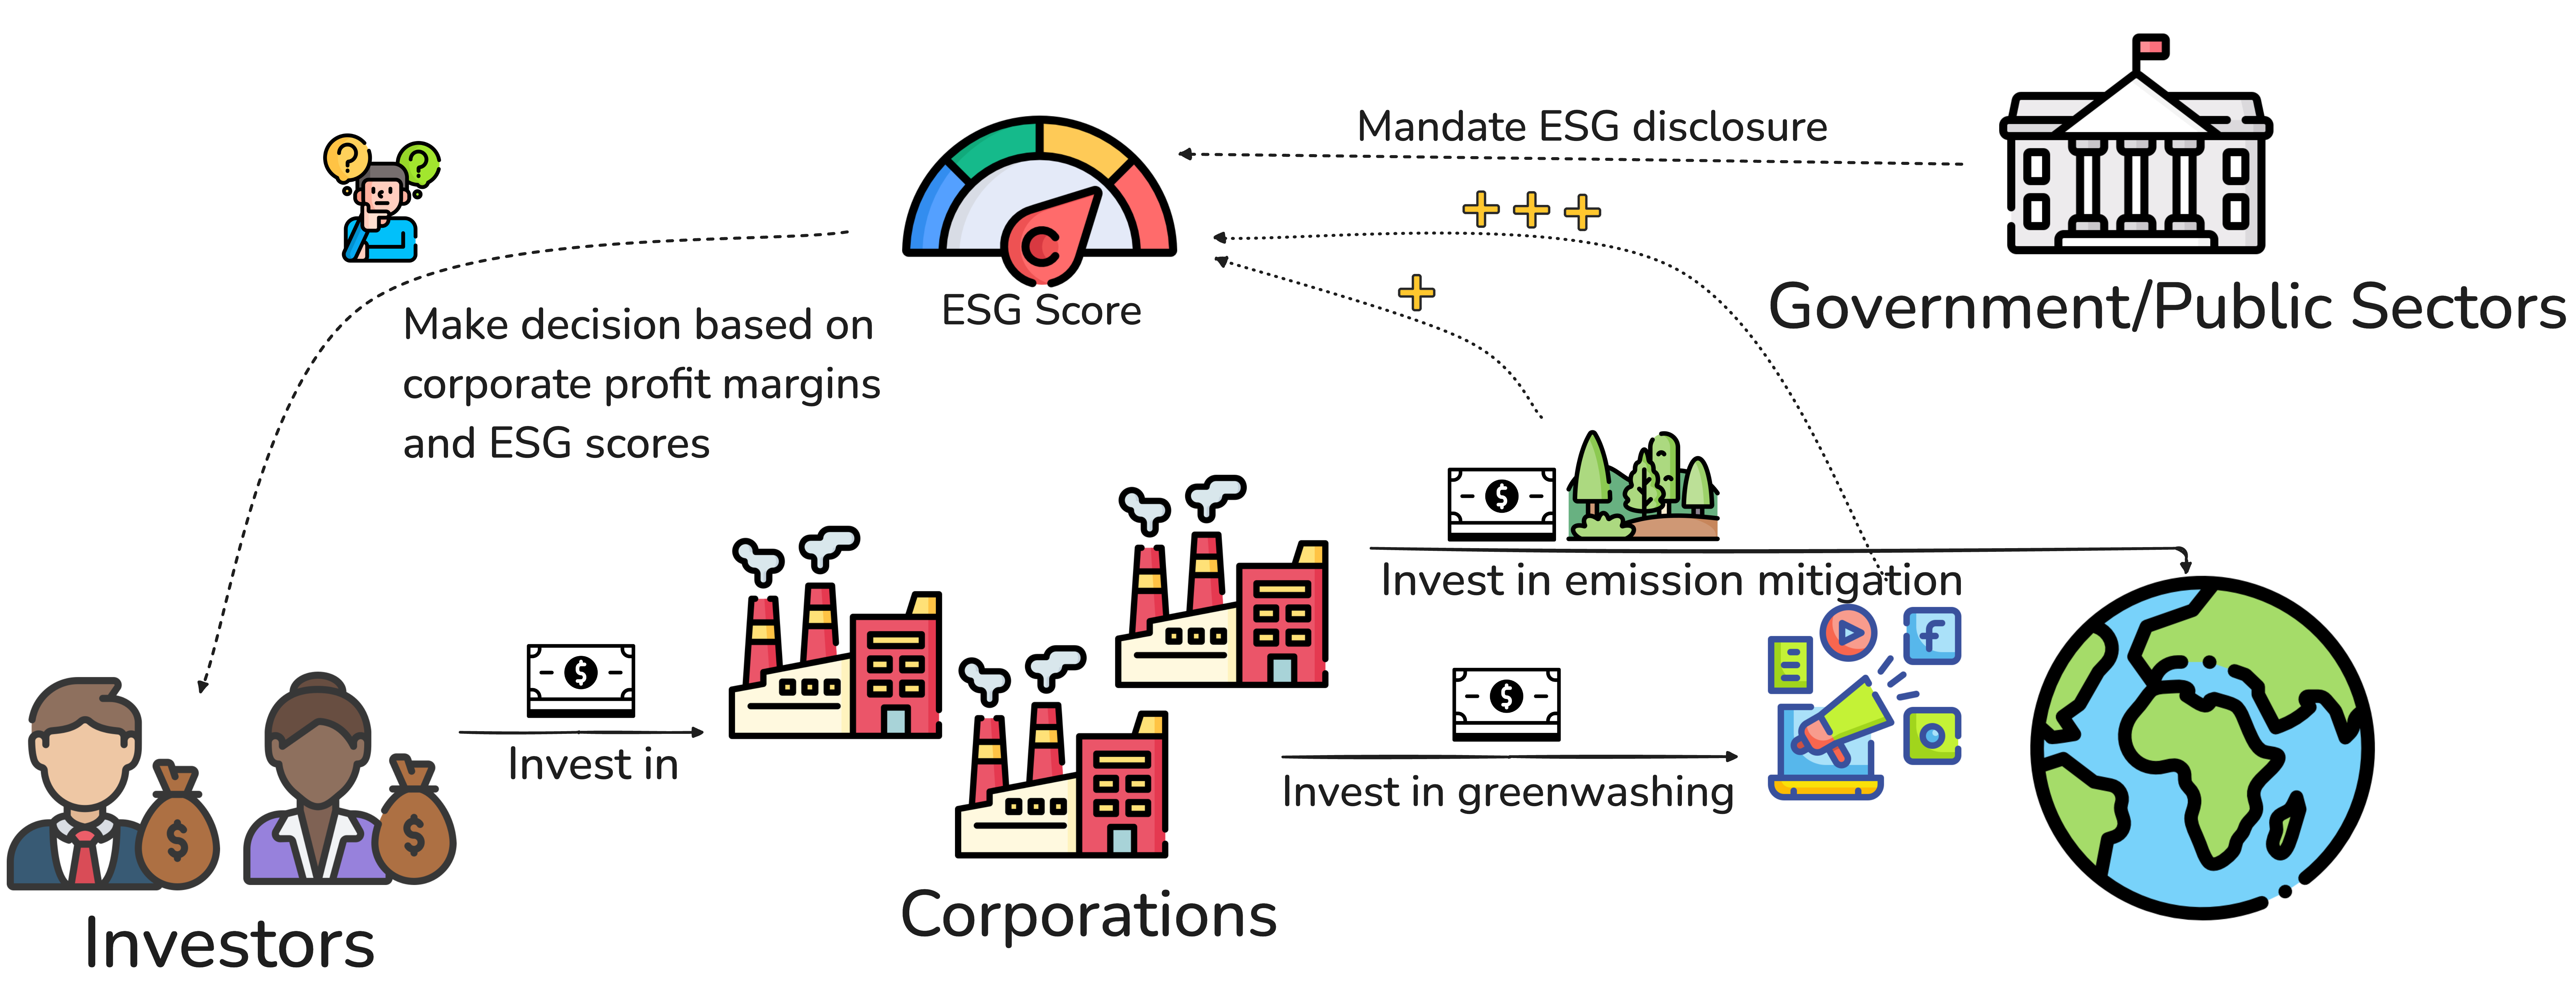 Mandate ESG disclosure
Government/Public Sectors
C
ESG Score
Make decision based on
corporate profit margins
and ESG scores
Invest in emission mitigation
Invest in
Invest in greenwashing
Investors
Corporations